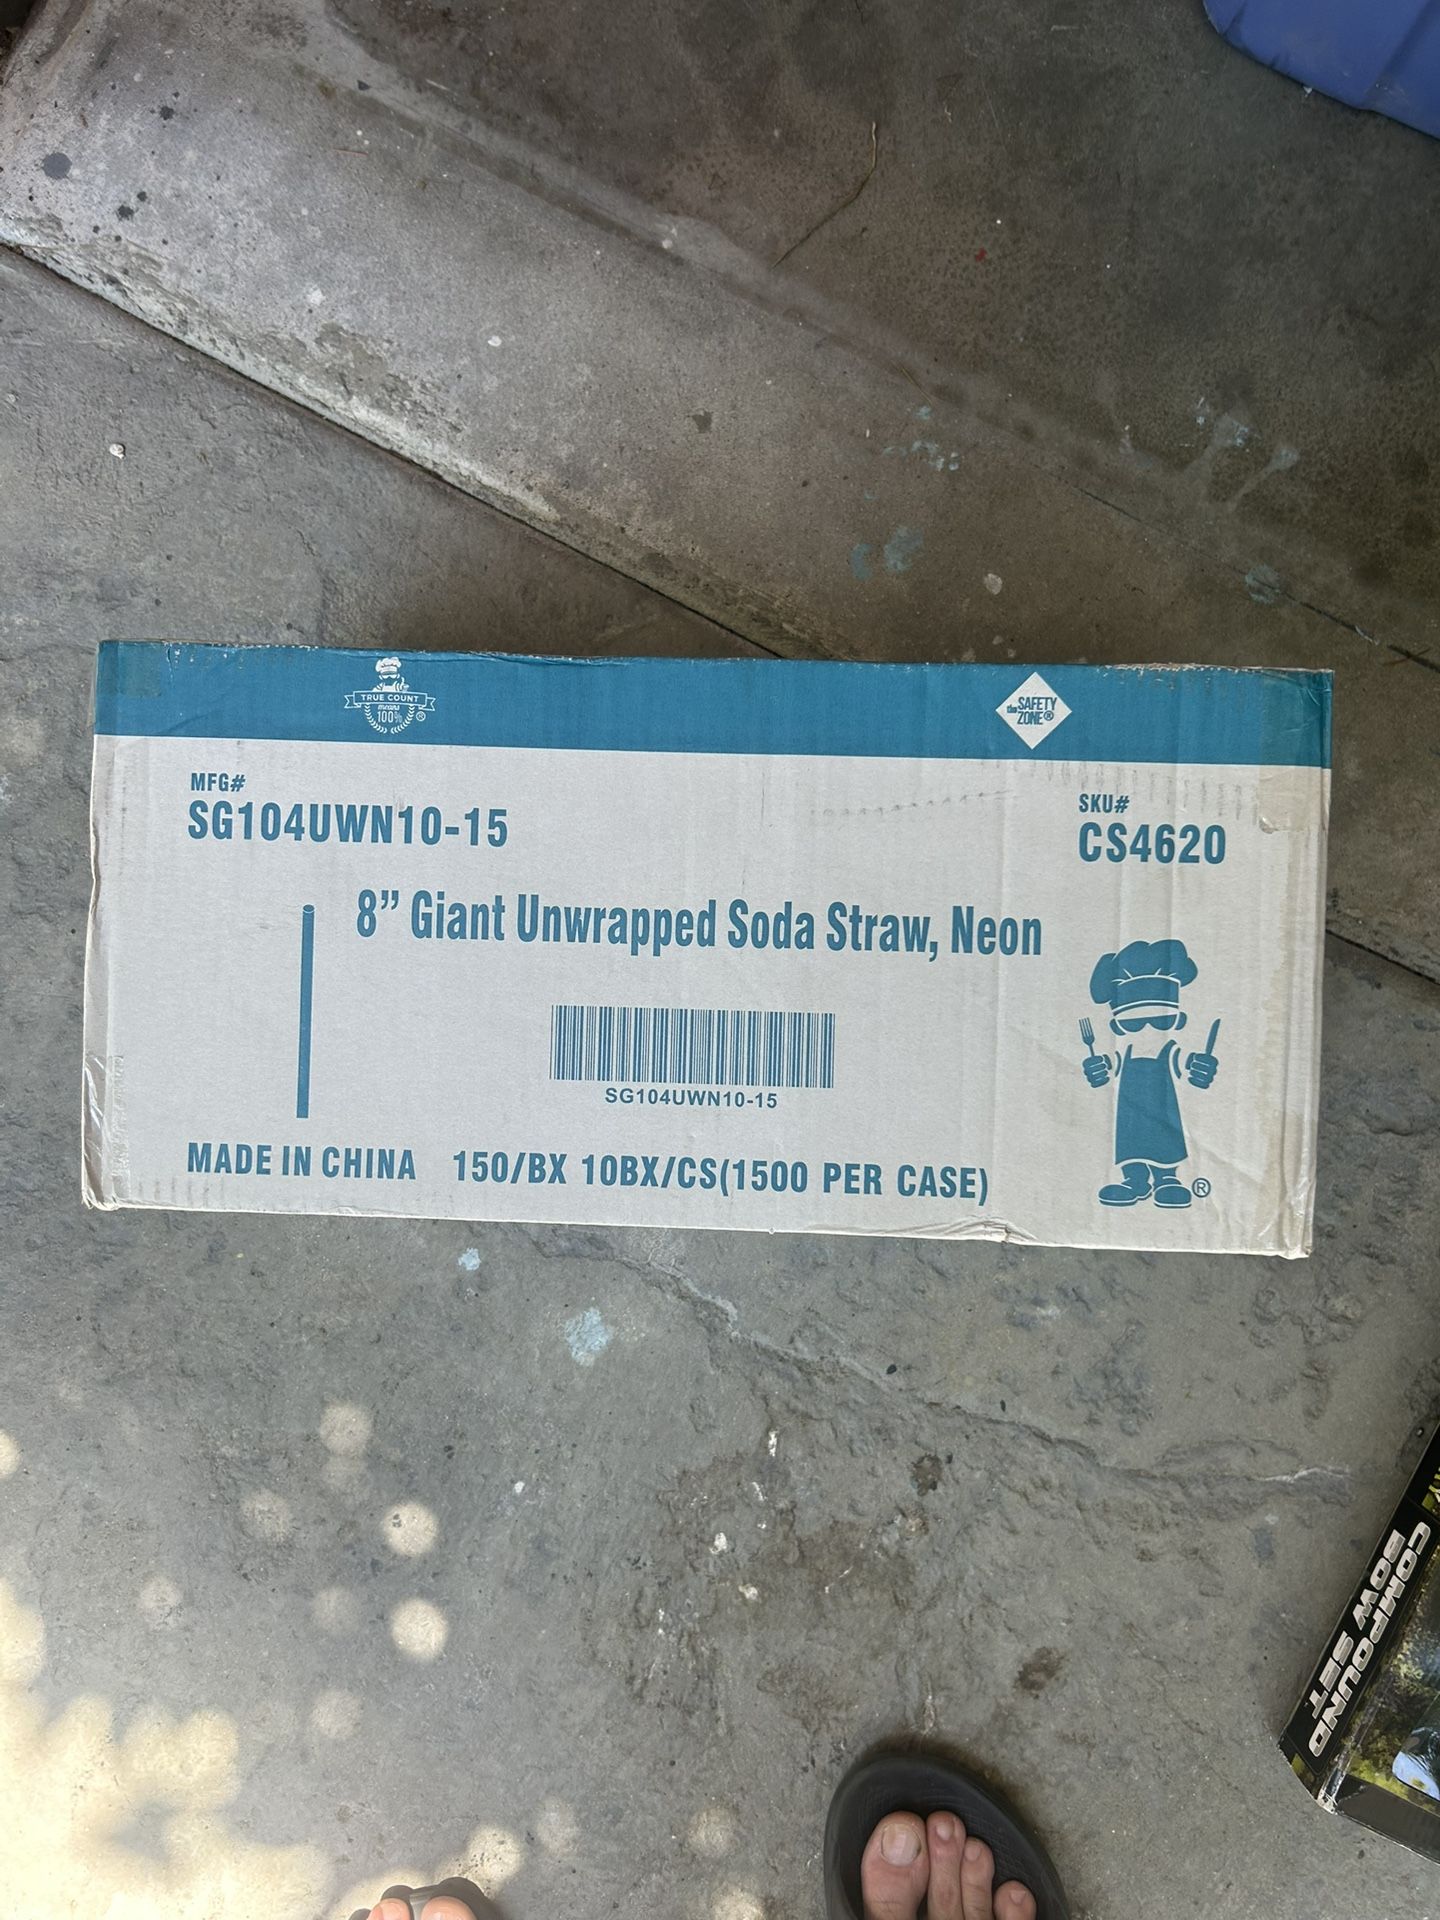 TRUE COUNT
means
100%
®
the SAFETY
ZONE®
MFG#
SG104UWN10-15
SKU#
CS4620
8” Giant Unwrapped Soda Straw, Neon
SG104UWN10-15
MADE IN CHINA 150/BX 10BX/CS(1500 PER CASE)
®
COMPOUND
BOW SET